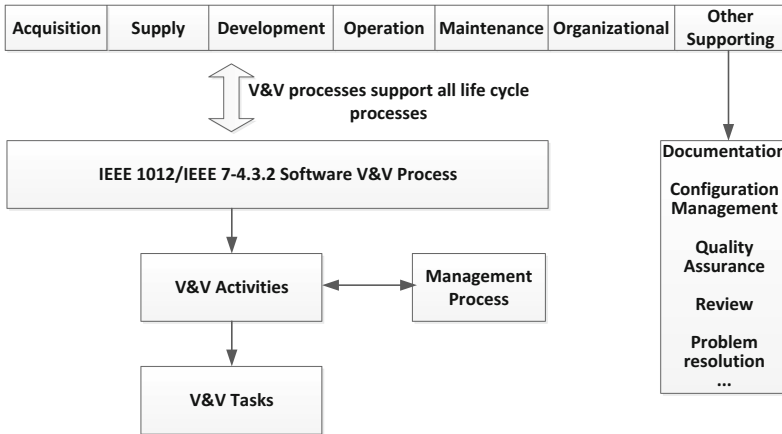 Acquisition
Supply
Development
Operation
Maintenance
Organizational
Other
Supporting
V&V processes support all life cycle
processes
IEEE 1012/IEEE 7-4.3.2 Software V&V Process
V&V Activities
Management
Process
V&V Tasks
Documentation
Configuration
Management
Quality
Assurance
Review
Problem
resolution
...